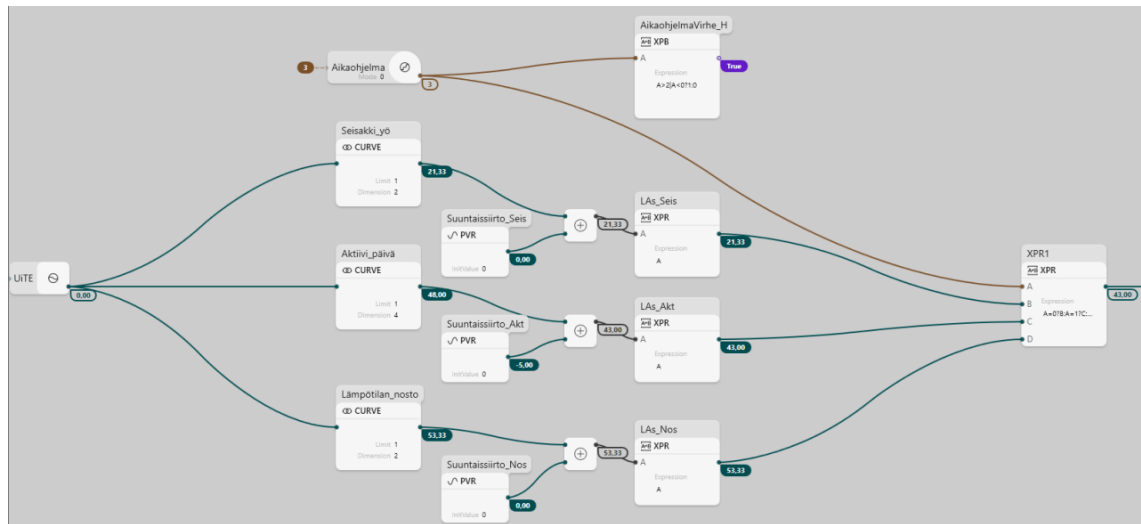 AikaohjelmaVirhe_H
XPB
A
True
Expression
A>2|A<0?1:0
3
Aikaohjelma
Mode 0
3
Seisakki_yö
CURVE
21,33
Limit 1
Dimension 2
Suuntaissiirto_Seis
PVR
InitValue 0
0,00
21,33
LAs_Seis
XPR
A
21,33
Expression
A
UiTE
0,00
Aktiivi_päivä
CURVE
48,00
Limit 1
Dimension 4
Suuntaissiirto_Akt
PVR
InitValue 0
-5,00
43,00
LAs_Akt
XPR
A
43,00
Expression
A
XPR1
XPR
A
B
C
D
Expression
A=0?B:A=1?C:...
43,00
Lämpötilan_nosto
CURVE
53,33
Limit 1
Dimension 2
Suuntaissiirto_Nos
PVR
InitValue 0
0,00
53,33
LAs_Nos
XPR
A
53,33
Expression
A